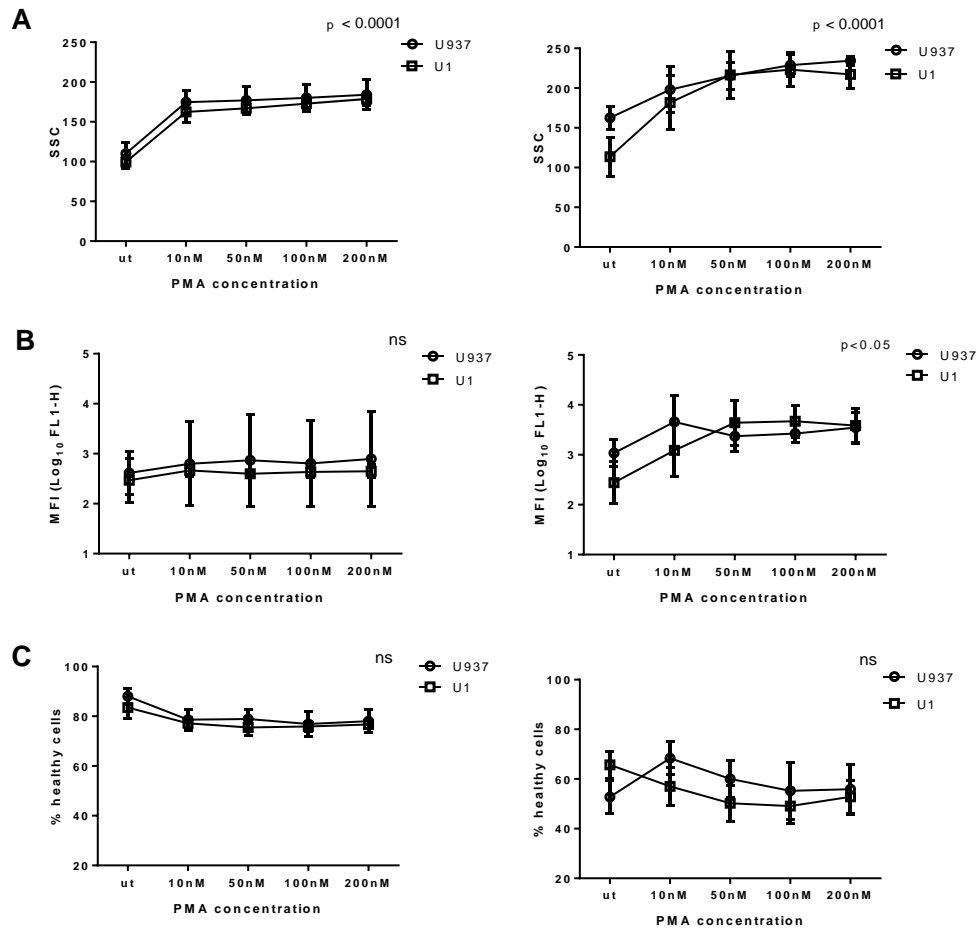 A
p < 0.0001
U937
U1
250
200
150
100
50
0
SSC
ut 10nM 50nM 100nM 200nM
PMA concentration
p < 0.0001
U937
U1
250
200
150
100
50
0
SSC
ut 10nM 50nM 100nM 200nM
PMA concentration
B
ns
U937
U1
5
4
3
2
1
MFI (Log10 FL1-H)
ut 10nM 50nM 100nM 200nM
PMA concentration
p<0.05
U937
U1
5
4
3
2
1
MFI (Log10 FL1-H)
ut 10nM 50nM 100nM 200nM
PMA concentration
C
ns
U937
U1
100
80
60
40
20
% healthy cells
ut 10nM 50nM 100nM 200nM
PMA concentration
ns
U937
U1
100
80
60
40
20
% healthy cells
ut 10nM 50nM 100nM 200nM
PMA concentration